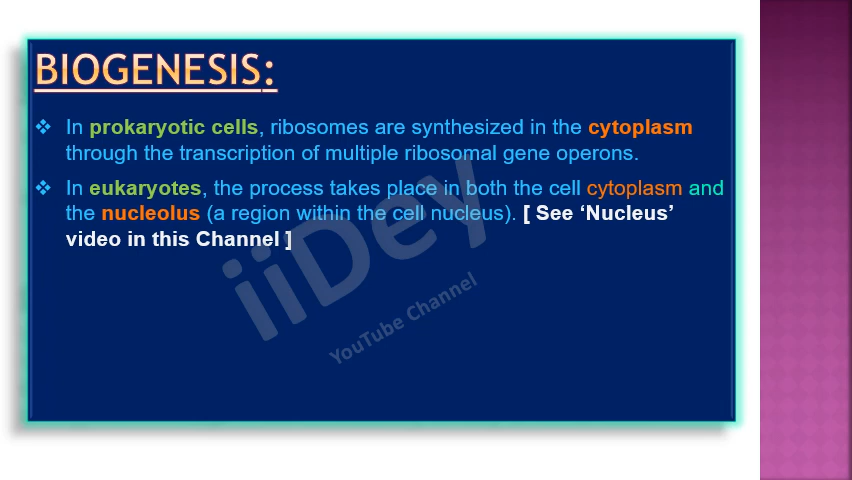 BIOGENESIS:
❖ In prokaryotic cells, ribosomes are synthesized in the cytoplasm
through the transcription of multiple ribosomal gene operons.
❖ In eukaryotes, the process takes place in both the cell cytoplasm and
the nucleolus (a region within the cell nucleus). [ See ‘Nucleus’
video in this Channel ]
iiDey
YouTube Channel